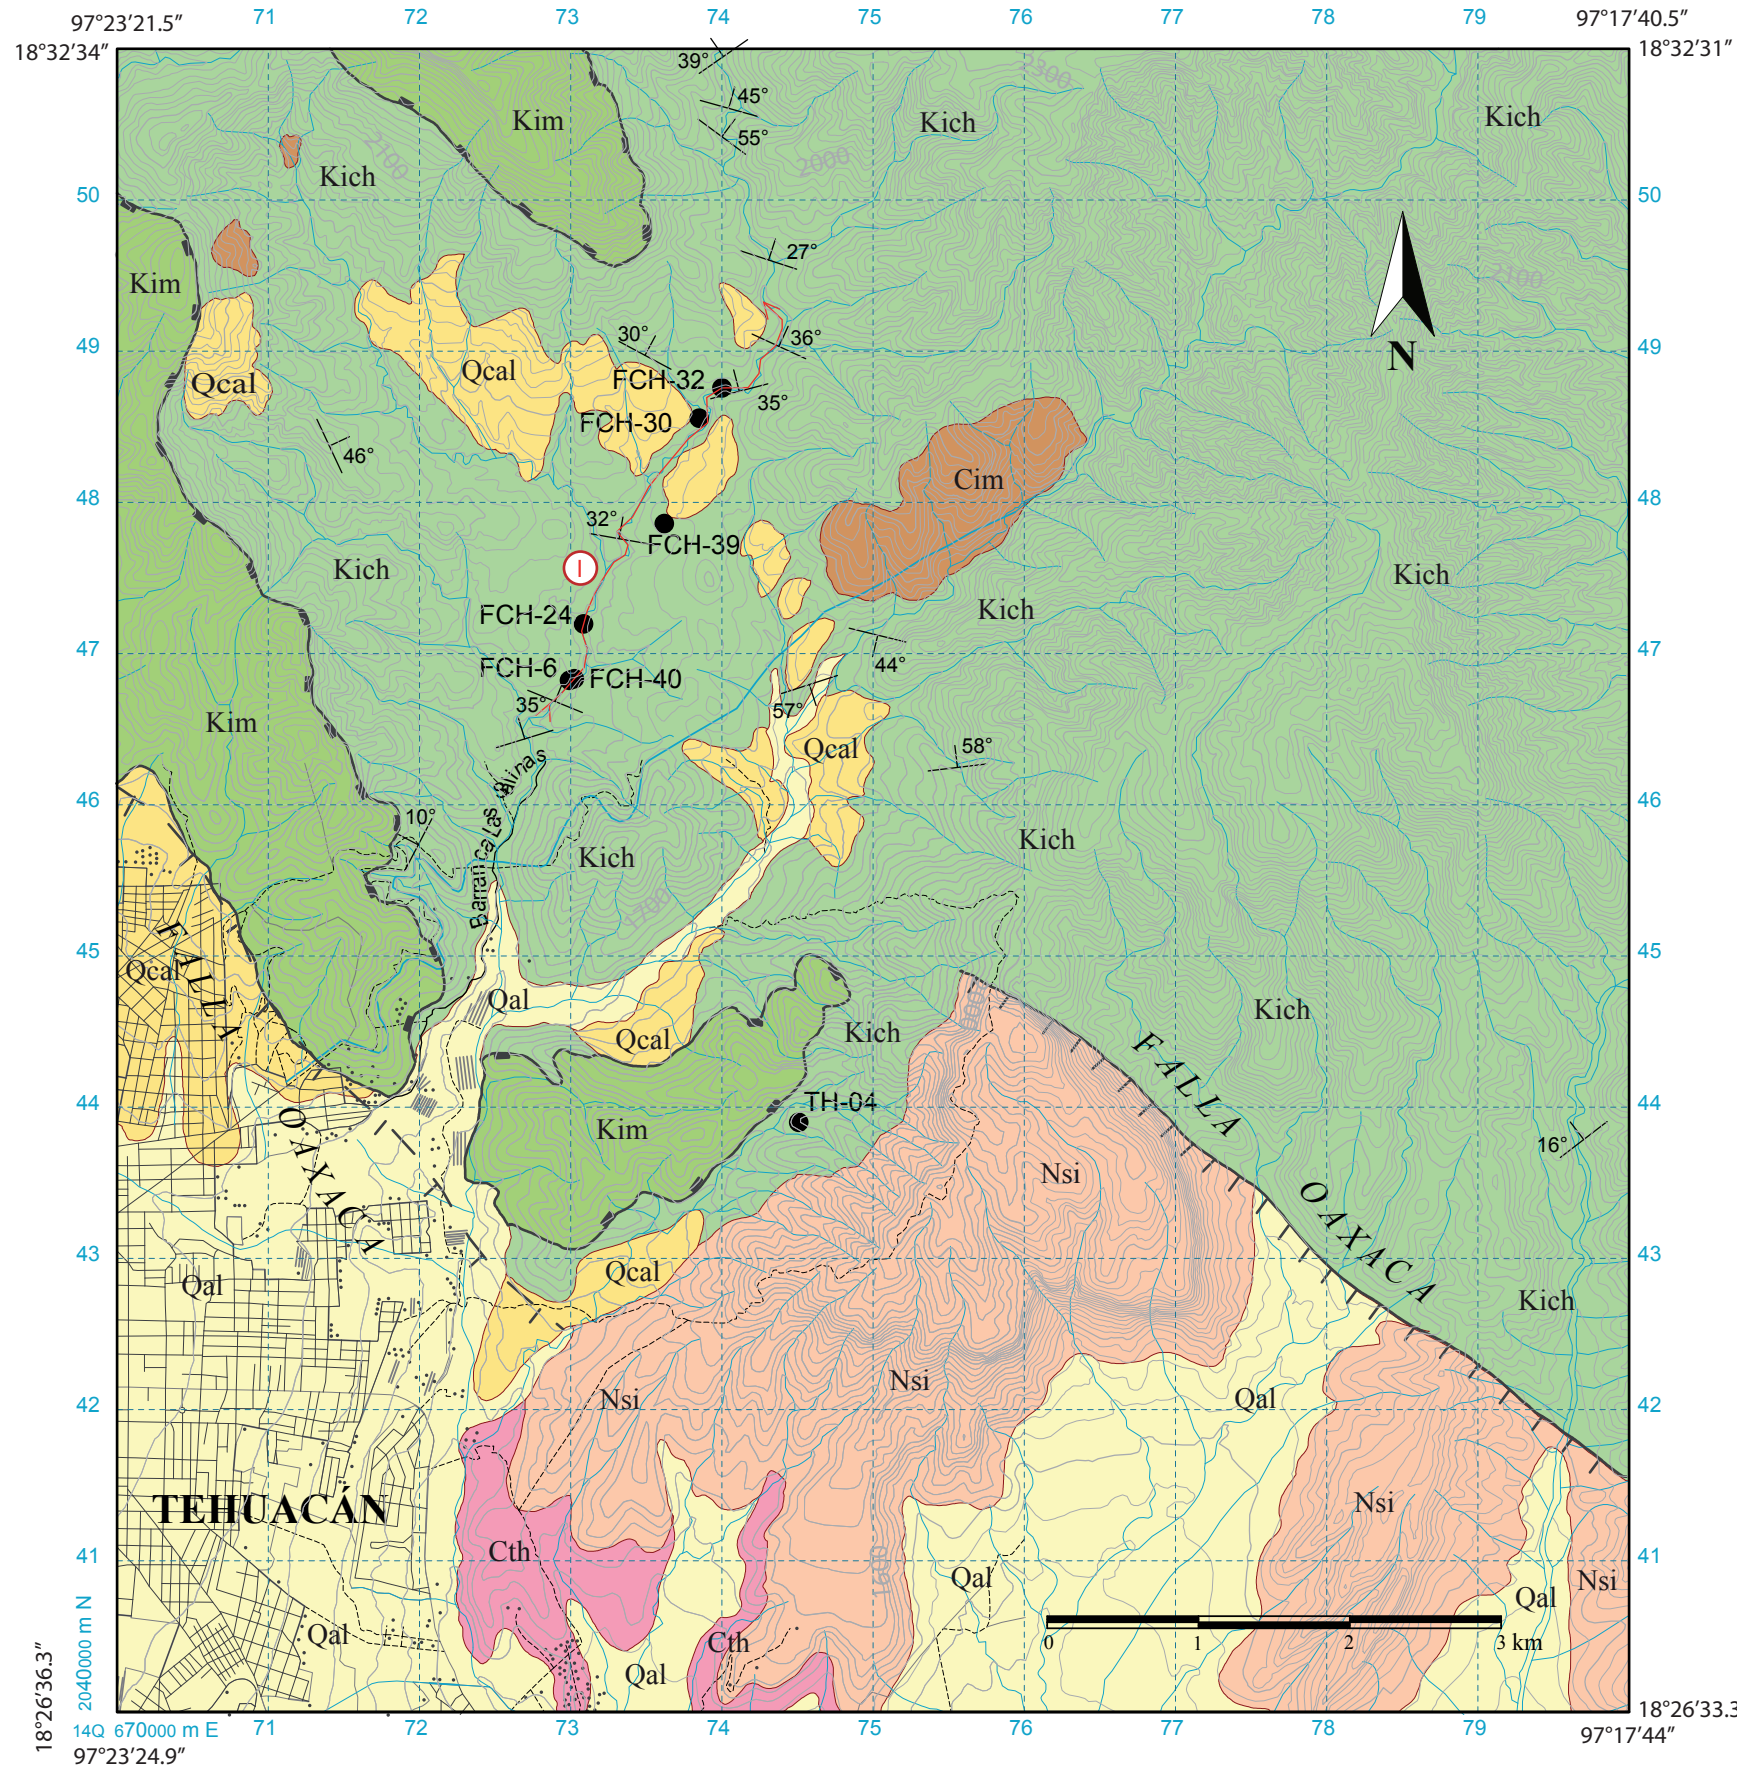 97°23′21.5″
71
72
73
74
75
76
77
78
79
97°17′40.5″
18°32′34″
18°32′31″
39°
2300
45°
Kim
Kich
Kich
55°
2100
2000
Kich
50
50
27°
Kim
2100
30°
36°
49
49
N
Qcal
Qcal
FCH-32
35°
FCH-30
46°
Cim
48
48
32°
FCH-39
I
Kich
Kich
FCH-24
Kich
47
47
FCH-6
FCH-40
44°
35°
57°
Kim
58°
Qcal
Barranca Las Salinas
46
46
10°
Kich
Kich
1700
FALLA
45
45
Qcal
Qal
Kich
Kich
Qcal
FALLA
44
44
TH-04
OAXACA
Kim
16°
Nsi
OAXACA
43
43
Qcal
Qal
Kich
Nsi
Nsi
Qal
42
42
TEHUACÁN
Nsi
Cth
41
41
1600
Qal
Nsi
Qal
Qal
Cth
0
1
2
3 km
Qal
2040000 m N
18°26′36.3″
18°26′33.3
14Q 670000 m E
71
72
73
74
75
76
77
78
79
97°17′44″
97°23′24.9″